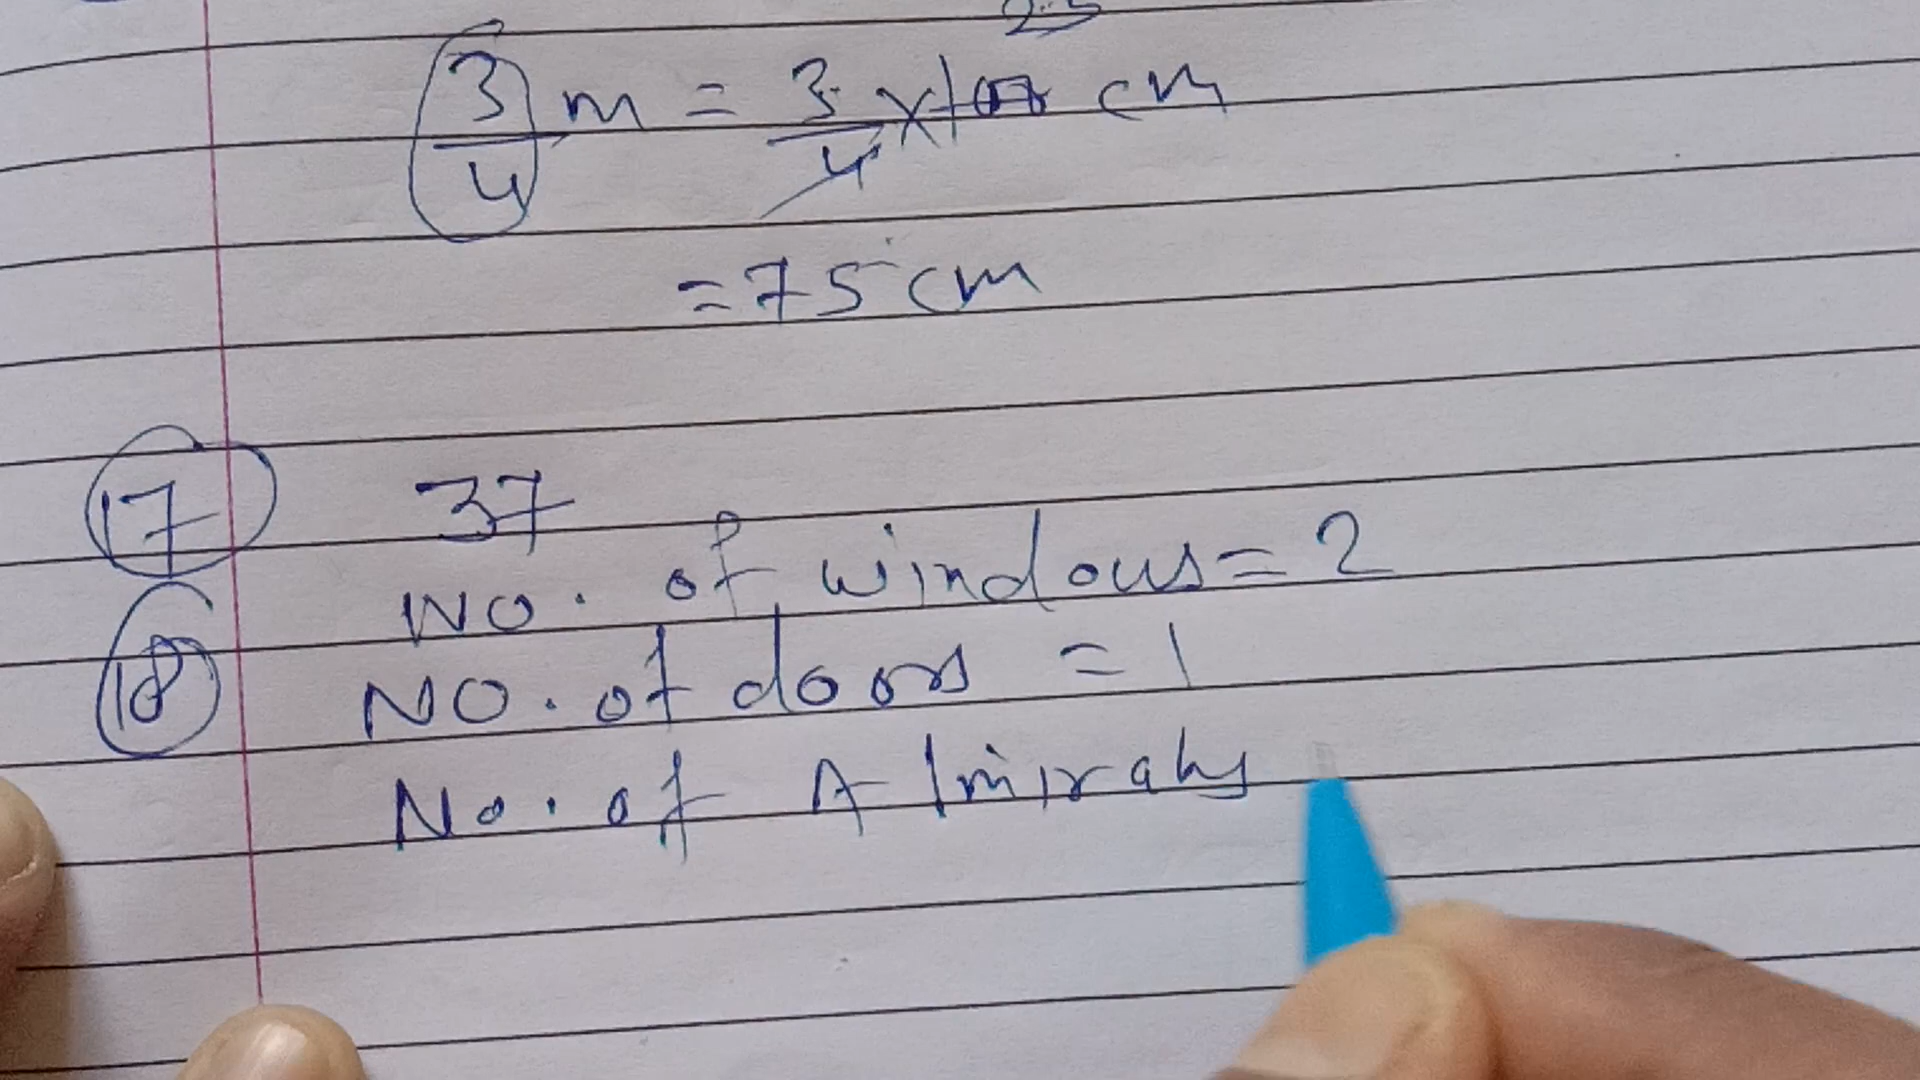 25
3/4 m = 3/4 x 100 cm
= 75 cm
17 37
18 NO. of windows = 2
NO. of doors = 1
No. of Almirahs